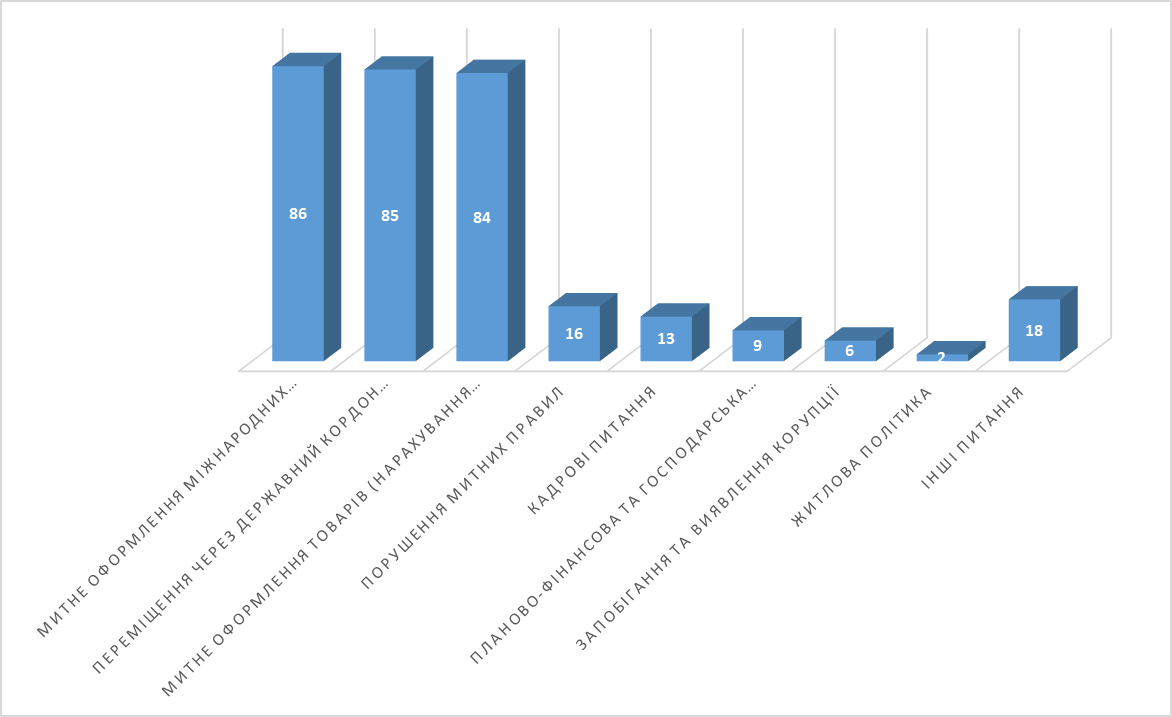 86
85
84
16
13
9
6
2
18
МИТНЕ ОФОРМЛЕННЯ МІЖНАРОДНИХ…
ПЕРЕМІЩЕННЯ ЧЕРЕЗ ДЕРЖАВНИЙ КОРДОН…
МИТНЕ ОФОРМЛЕННЯ ТОВАРІВ (НАРАХУВАННЯ…
ПОРУШЕННЯ МИТНИХ ПРАВИЛ
КАДРОВІ ПИТАННЯ
ПЛАНОВО-ФІНАНСОВА ТА ГОСПОДАРСЬКА…
ЗАПОБІГАННЯ ТА ВИЯВЛЕННЯ КОРУПЦІЇ
ЖИТЛОВА ПОЛІТИКА
ІНШІ ПИТАННЯ